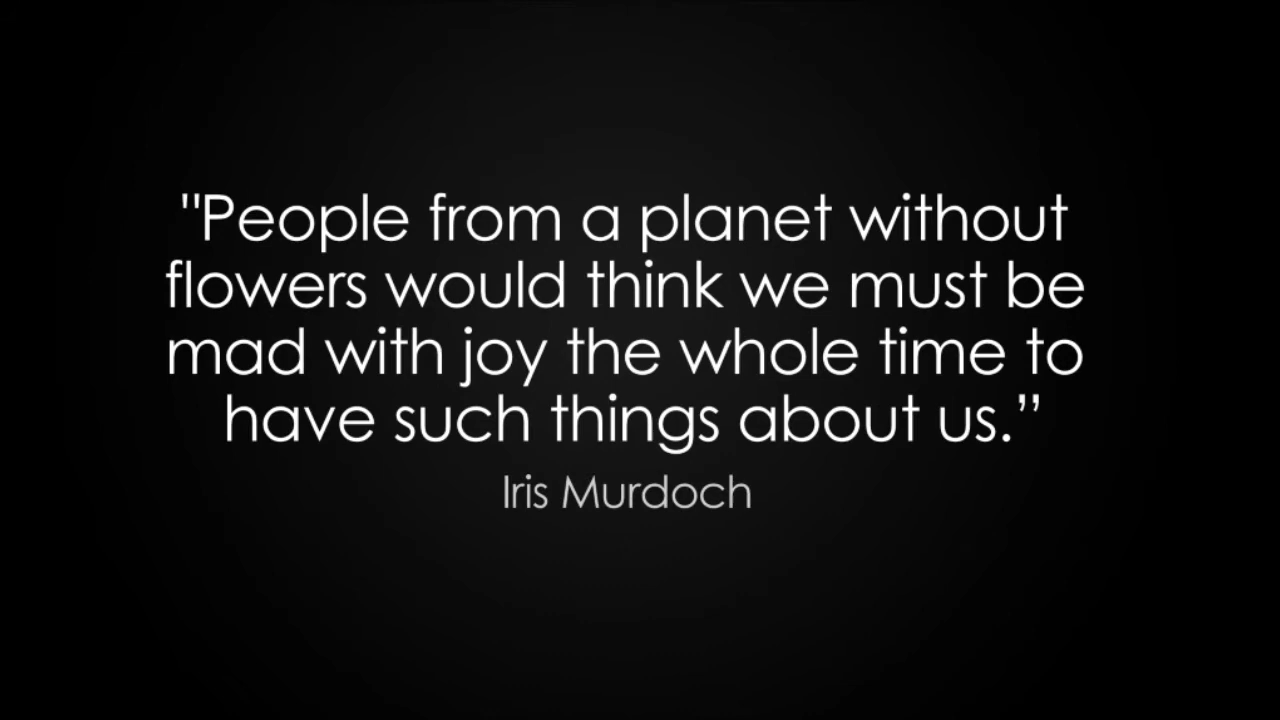 "People from a planet without
flowers would think we must be
mad with joy the whole time to
have such things about us.”
Iris Murdoch